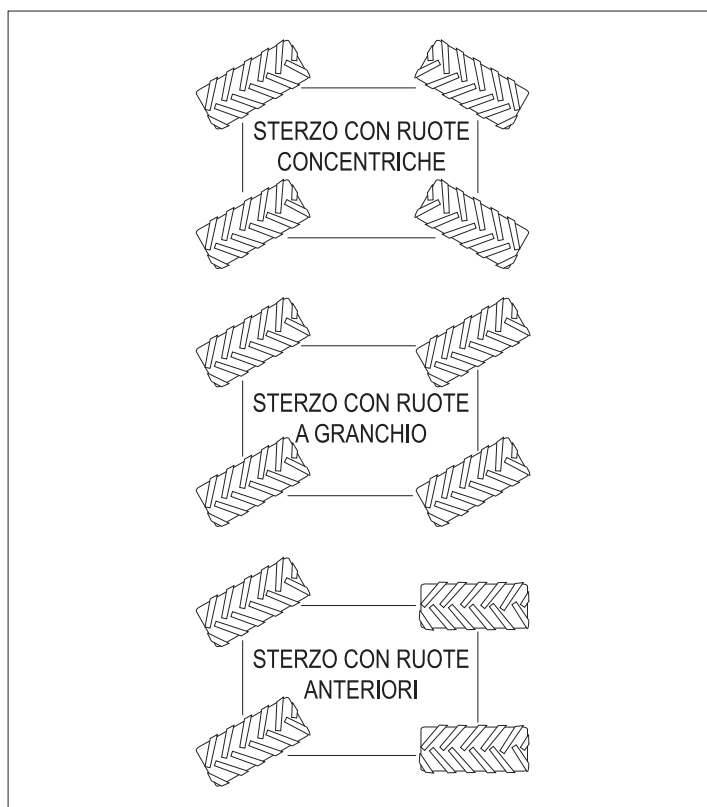 STERZO CON RUOTE
CONCENTRICHE
STERZO CON RUOTE
A GRANCHIO
STERZO CON RUOTE
ANTERIORI